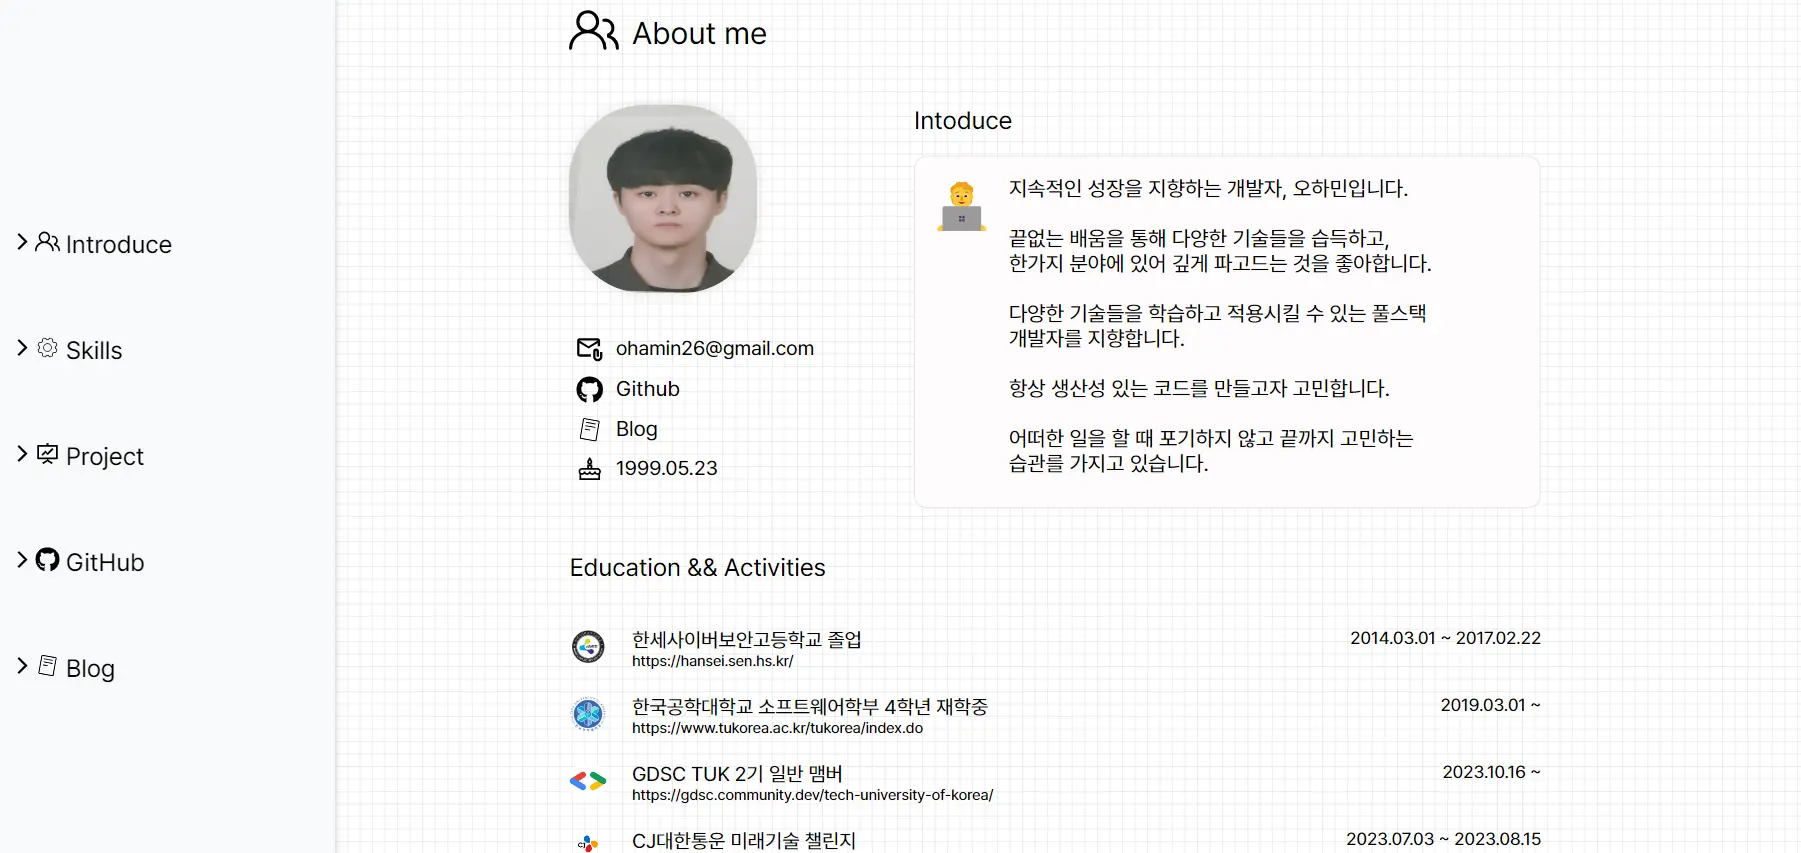 About me
Introduce
Skills
Project
GitHub
Blog
ohamin26@gmail.com
Github
Blog
1999.05.23
Intoduce
지속적인 성장을 지향하는 개발자, 오하민입니다.
끝없는 배움을 통해 다양한 기술들을 습득하고,
한가지 분야에 있어 깊게 파고드는 것을 좋아합니다.
다양한 기술들을 학습하고 적용시킬 수 있는 풀스택
개발자를 지향합니다.
항상 생산성 있는 코드를 만들고자 고민합니다.
어떠한 일을 할 때 포기하지 않고 끝까지 고민하는
습관를 가지고 있습니다.
Education && Activities
한세사이버보안고등학교 졸업 2014.03.01 ~ 2017.02.22
https://hansei.sen.hs.kr/
한국공학대학교 소프트웨어학부 4학년 재학중 2019.03.01 ~
https://www.tukorea.ac.kr/tukorea/index.do
GDSC TUK 2기 일반 맴버 2023.10.16 ~
https://gdsc.community.dev/tech-university-of-korea/
CJ대한통운 미래기술 챌린지 2023.07.03 ~ 2023.08.15